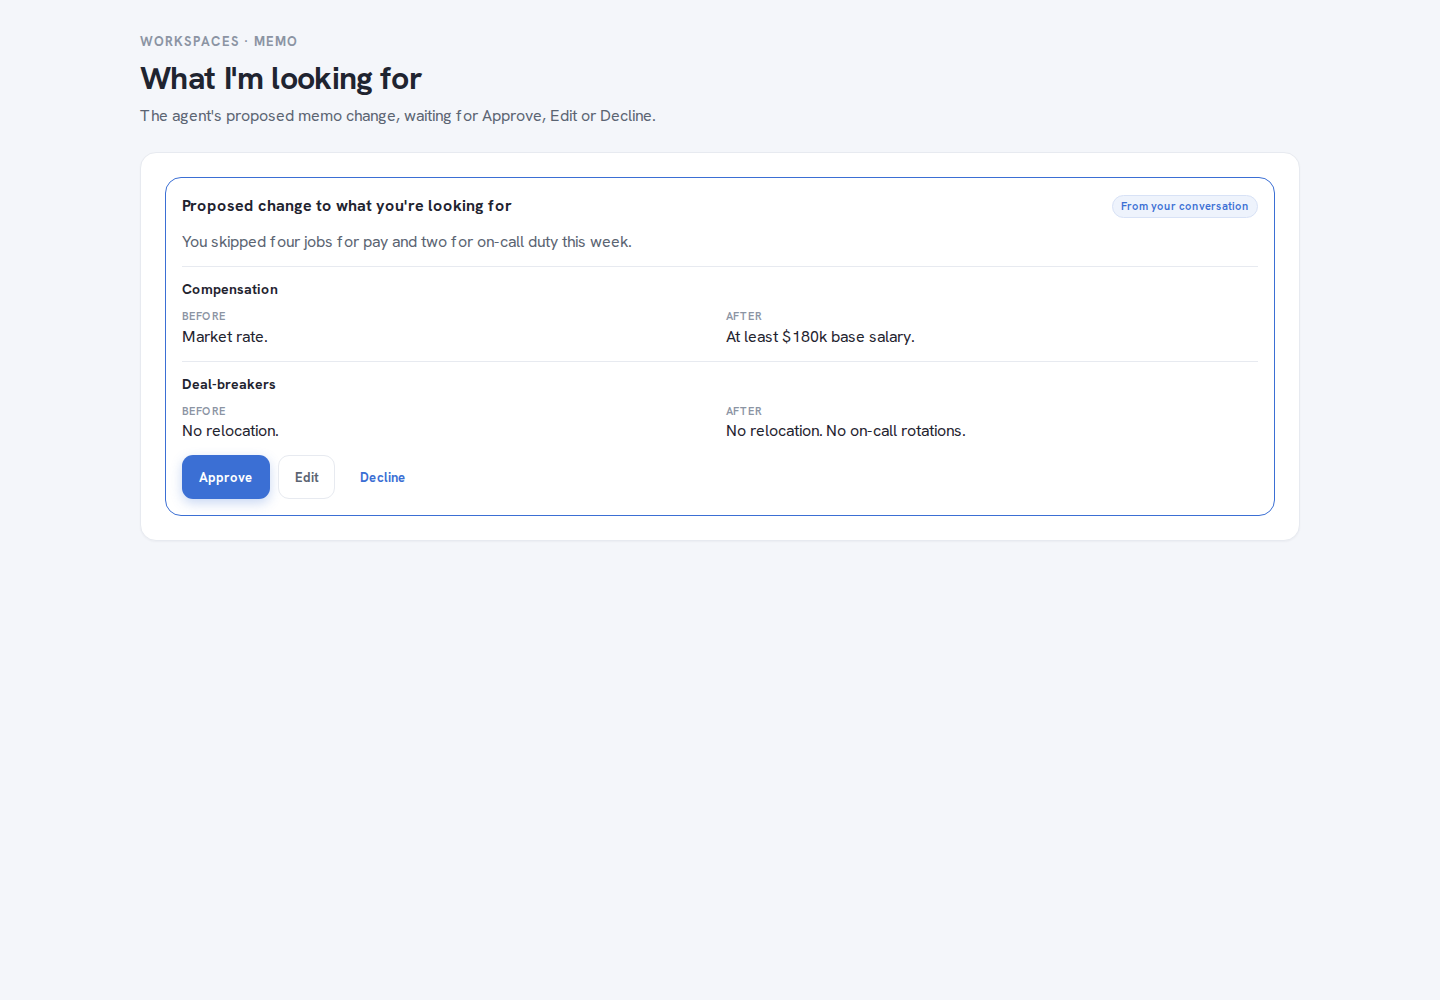 WORKSPACES · MEMO
What I'm looking for
The agent's proposed memo change, waiting for Approve, Edit or Decline.
Proposed change to what you're looking for
From your conversation
You skipped four jobs for pay and two for on-call duty this week.
Compensation
BEFORE
Market rate.
AFTER
At least $180k base salary.
Deal-breakers
BEFORE
No relocation.
AFTER
No relocation. No on-call rotations.
Approve
Edit
Decline